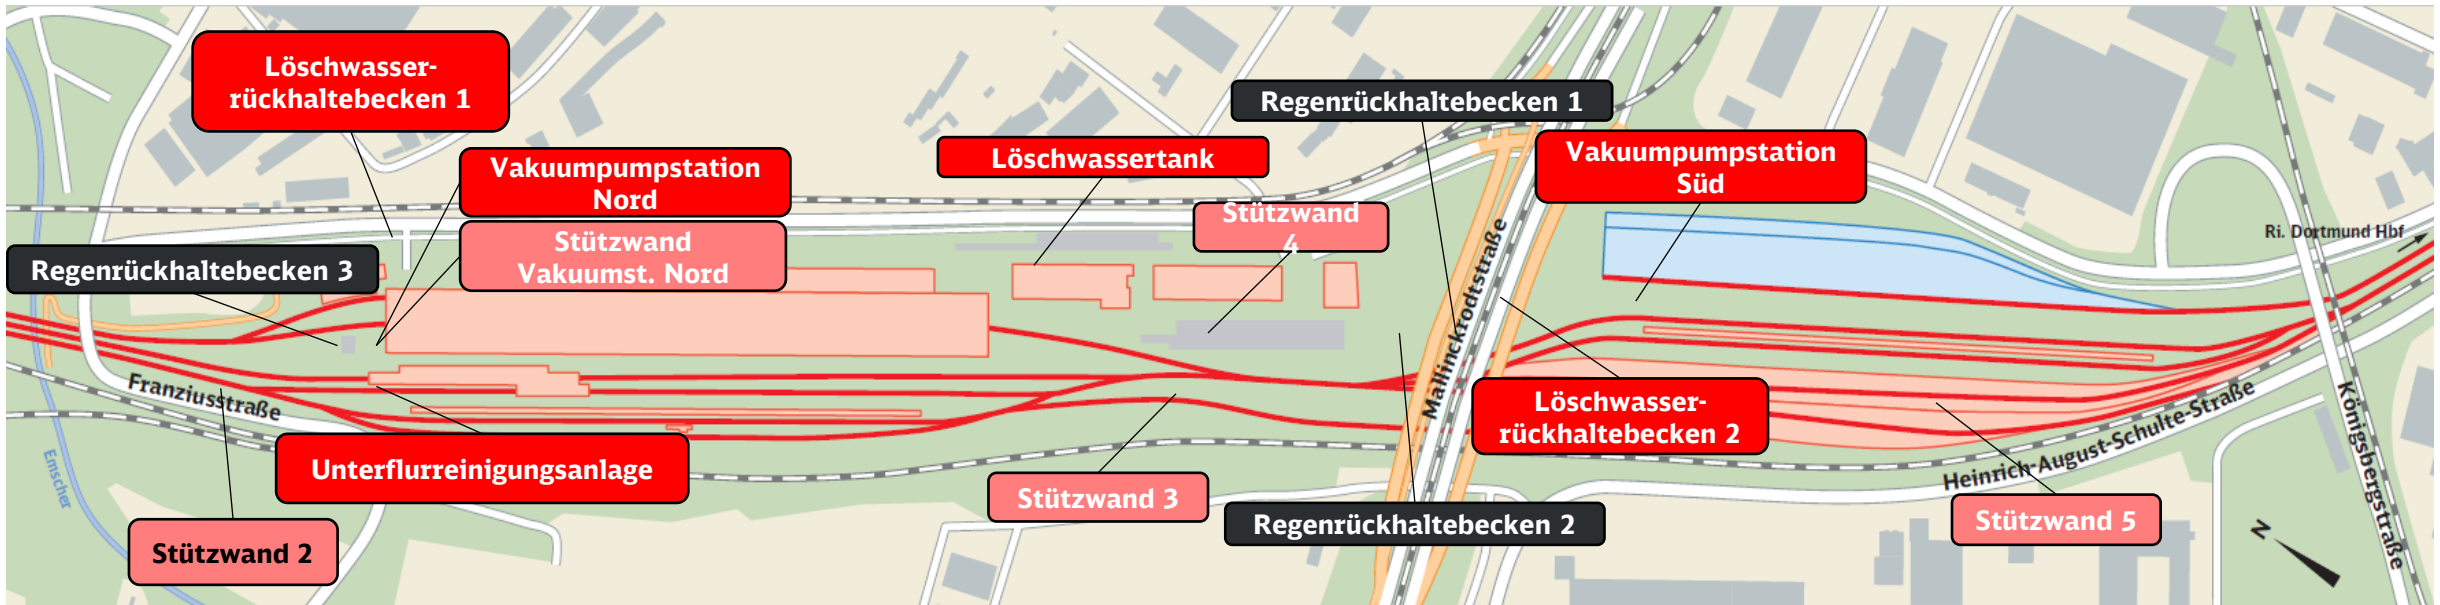 Löschwasser-
rückhaltebecken 1
Regenrückhaltebecken 1
Vakuumpumpstation
Süd
Löschwassertank
Vakuumpumpstation
Nord
Stützwand
4
Stützwand
Vakuumst. Nord
Ri. Dortmund Hbf
Regenrückhaltebecken 3
Mallinckrodtstraße
Franziusstraße
Löschwasser-
rückhaltebecken 2
Heinrich-August-Schulte-Straße
Königsbergstraße
Emscher
Unterflurreinigungsanlage
Stützwand 3
Regenrückhaltebecken 2
Stützwand 5
Stützwand 2
N